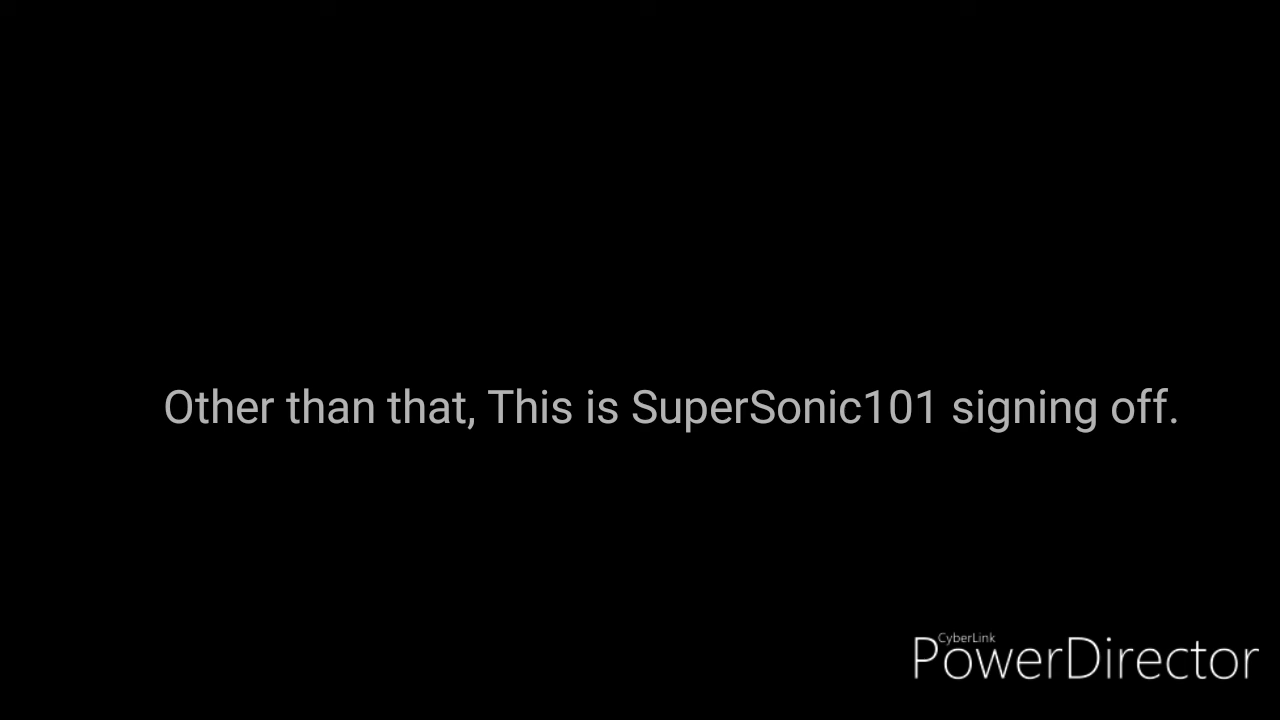 Other than that, This is SuperSonic101 signing off.
CyberLink
PowerDirector